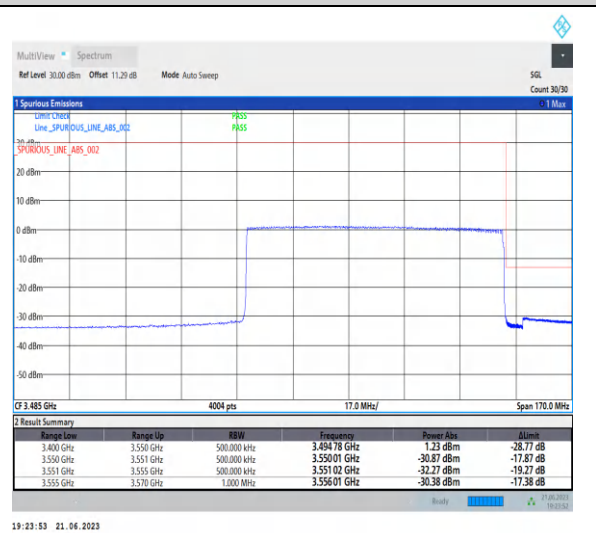 MultiView Spectrum
Ref Level 30.00 dBm Offset 11.29 dB Mode Auto Sweep SGL
Count 30/30
1 Spurious Emissions 1 Max
Limit Check PASS
Line _SPURIOUS_LINE_ABS_002 PASS
30 dBm
_SPURIOUS_LINE_ABS_002
20 dBm
10 dBm
0 dBm
-10 dBm
-20 dBm
-30 dBm
-40 dBm
-50 dBm
CF 3.485 GHz 4004 pts 17.0 MHz/ Span 170.0 MHz
2 Result Summary
Range Low Range Up RBW Frequency Power Abs ΔLimit
3.400 GHz 3.550 GHz 500.000 kHz 3.494 78 GHz 1.23 dBm -28.77 dB
3.550 GHz 3.551 GHz 500.000 kHz 3.550 01 GHz -30.87 dBm -17.87 dB
3.551 GHz 3.555 GHz 500.000 kHz 3.551 02 GHz -32.27 dBm -19.27 dB
3.555 GHz 3.570 GHz 1.000 MHz 3.556 01 GHz -30.38 dBm -17.38 dB
Ready 21.06.2023
19:23:52
19:23:53 21.06.2023